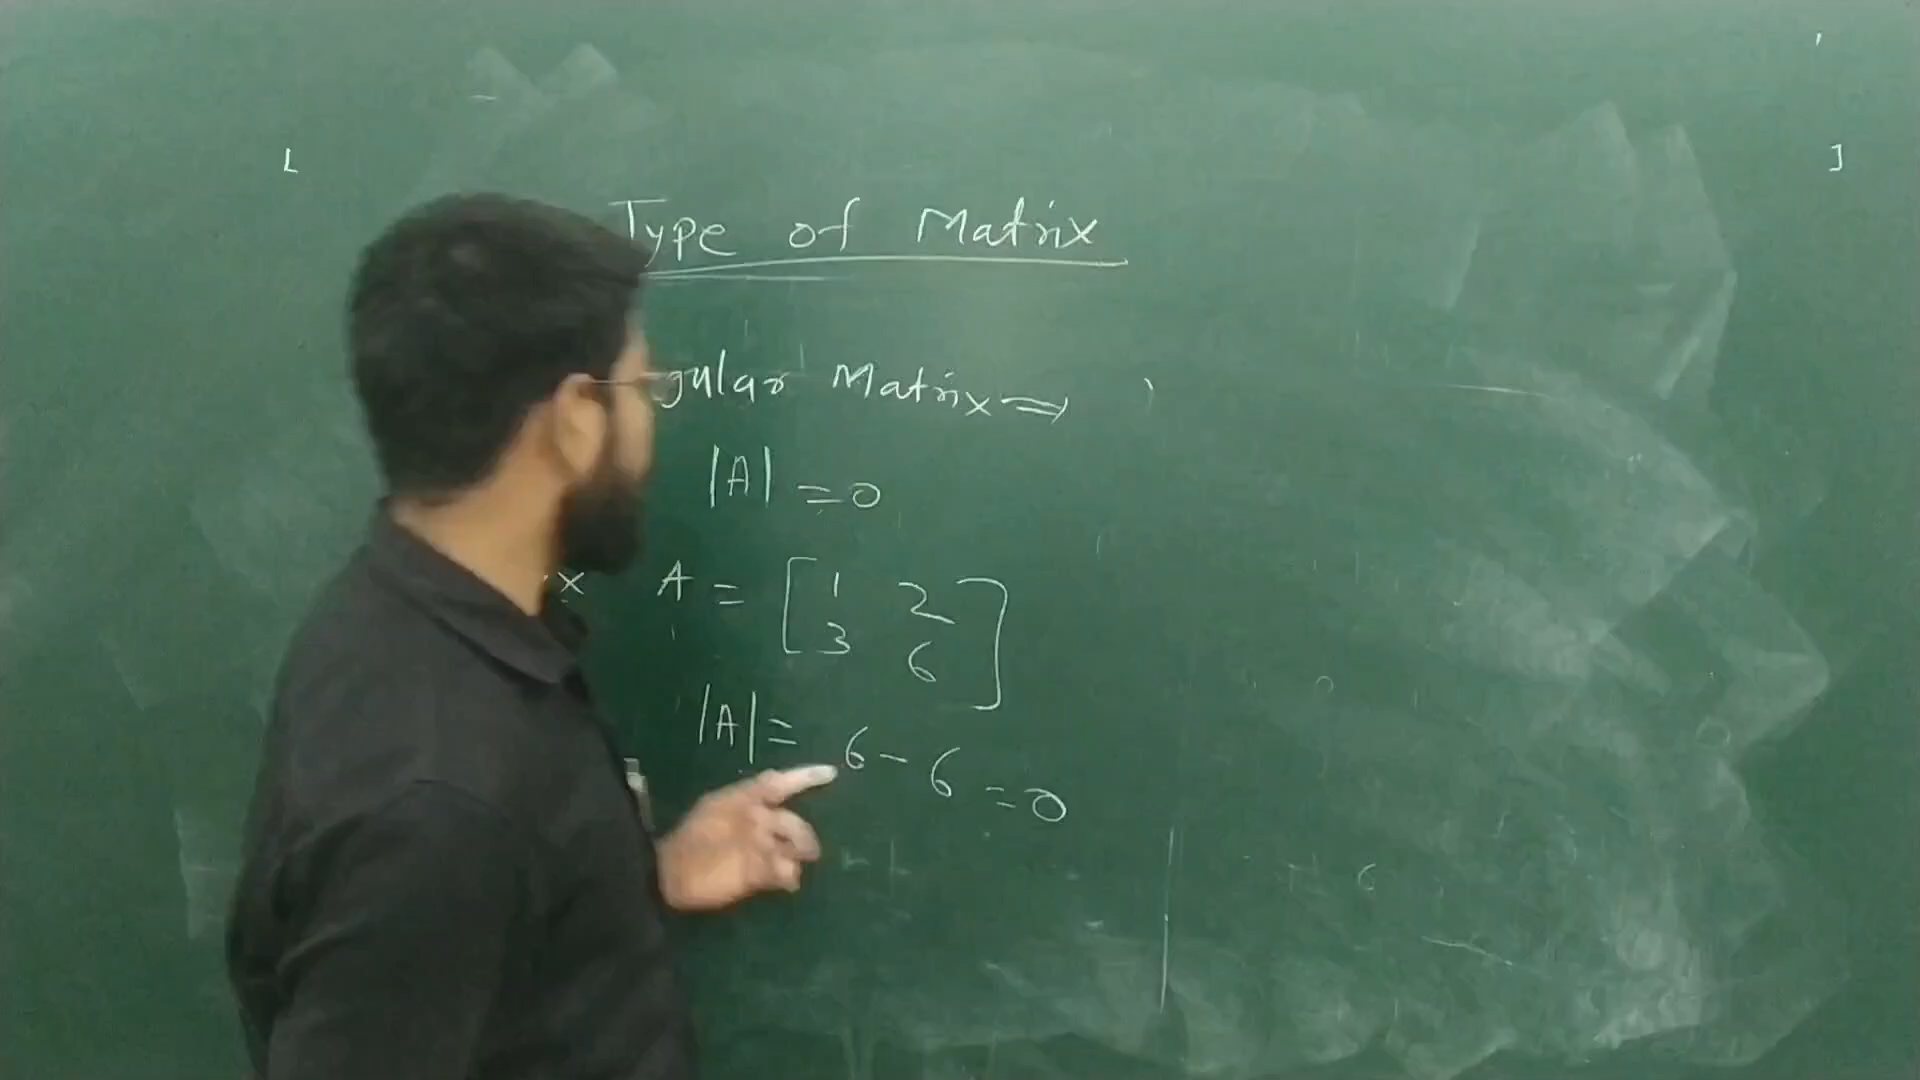 Type of Matrix
gular Matrix ⇒
|A| = 0
x A = [1 2
3 6]
|A| = 6 - 6 = 0